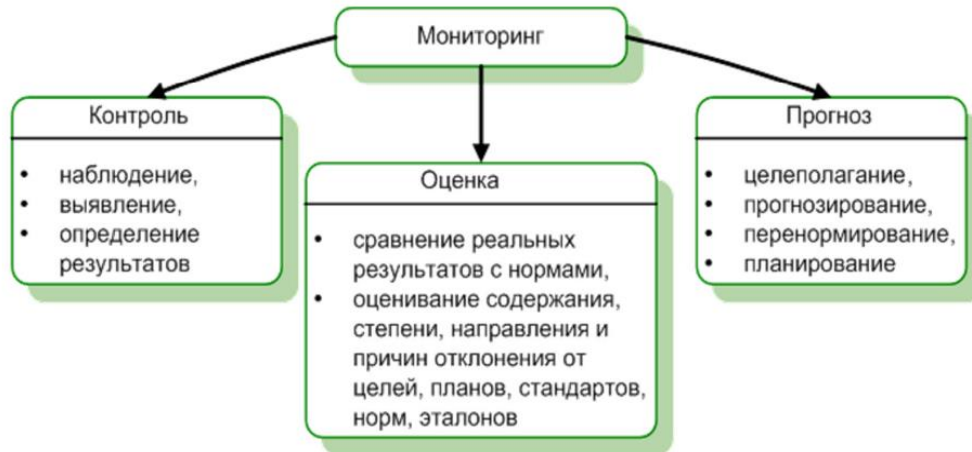 Мониторинг
Контроль
• наблюдение,
• выявление,
• определение
результатов
Оценка
• сравнение реальных
результатов с нормами,
• оценивание содержания,
степени, направления и
причин отклонения от
целей, планов, стандартов,
норм, эталонов
Прогноз
• целеполагание,
• прогнозирование,
• перенормирование,
• планирование